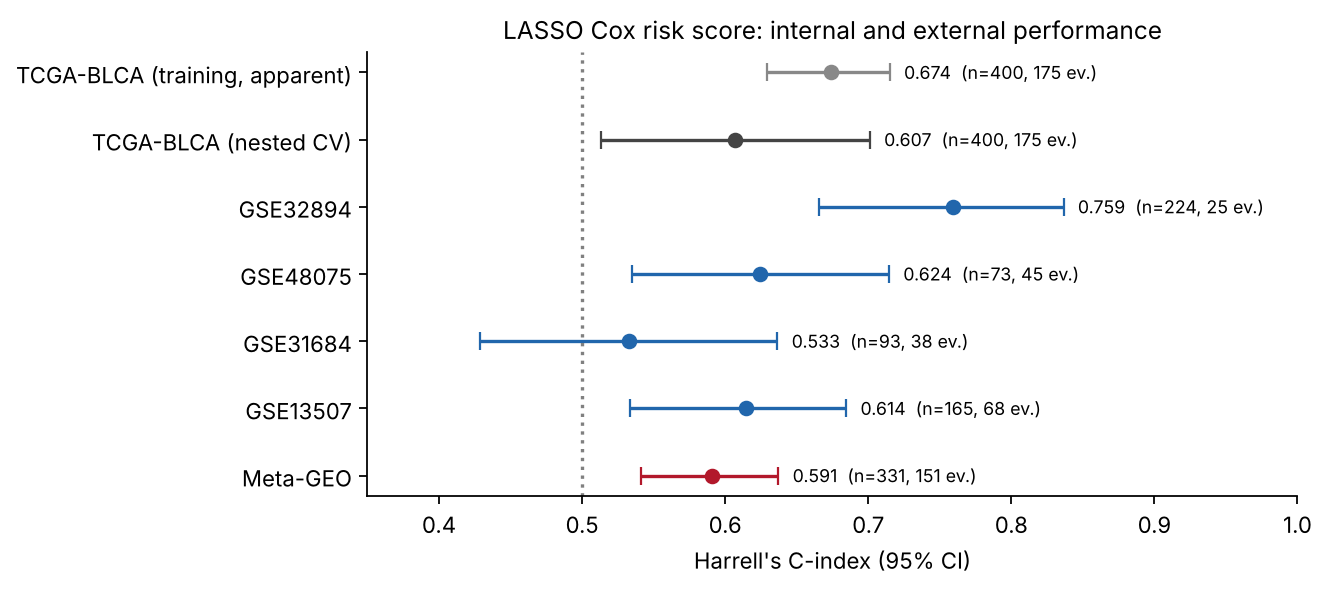 LASSO Cox risk score: internal and external performance
TCGA-BLCA (training, apparent) 0.674 (n=400, 175 ev.)
TCGA-BLCA (nested CV) 0.607 (n=400, 175 ev.)
GSE32894 0.759 (n=224, 25 ev.)
GSE48075 0.624 (n=73, 45 ev.)
GSE31684 0.533 (n=93, 38 ev.)
GSE13507 0.614 (n=165, 68 ev.)
Meta-GEO 0.591 (n=331, 151 ev.)
0.4 0.5 0.6 0.7 0.8 0.9 1.0
Harrell's C-index (95% CI)